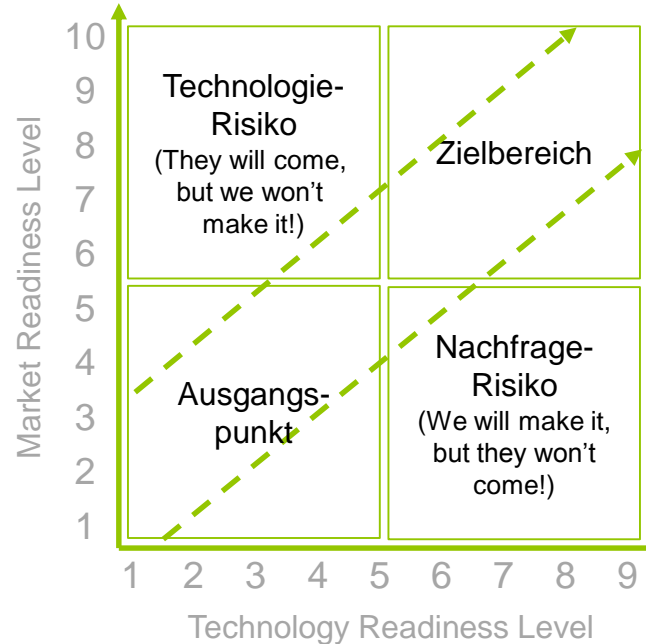 Market Readiness Level
10
9
8
7
6
5
4
3
2
1
Technologie-
Risiko
(They will come,
but we won't
make it!)
Zielbereich
Ausgangs-
punkt
Nachfrage-
Risiko
(We will make it,
but they won't
come!)
1 2 3 4 5 6 7 8 9
Technology Readiness Level